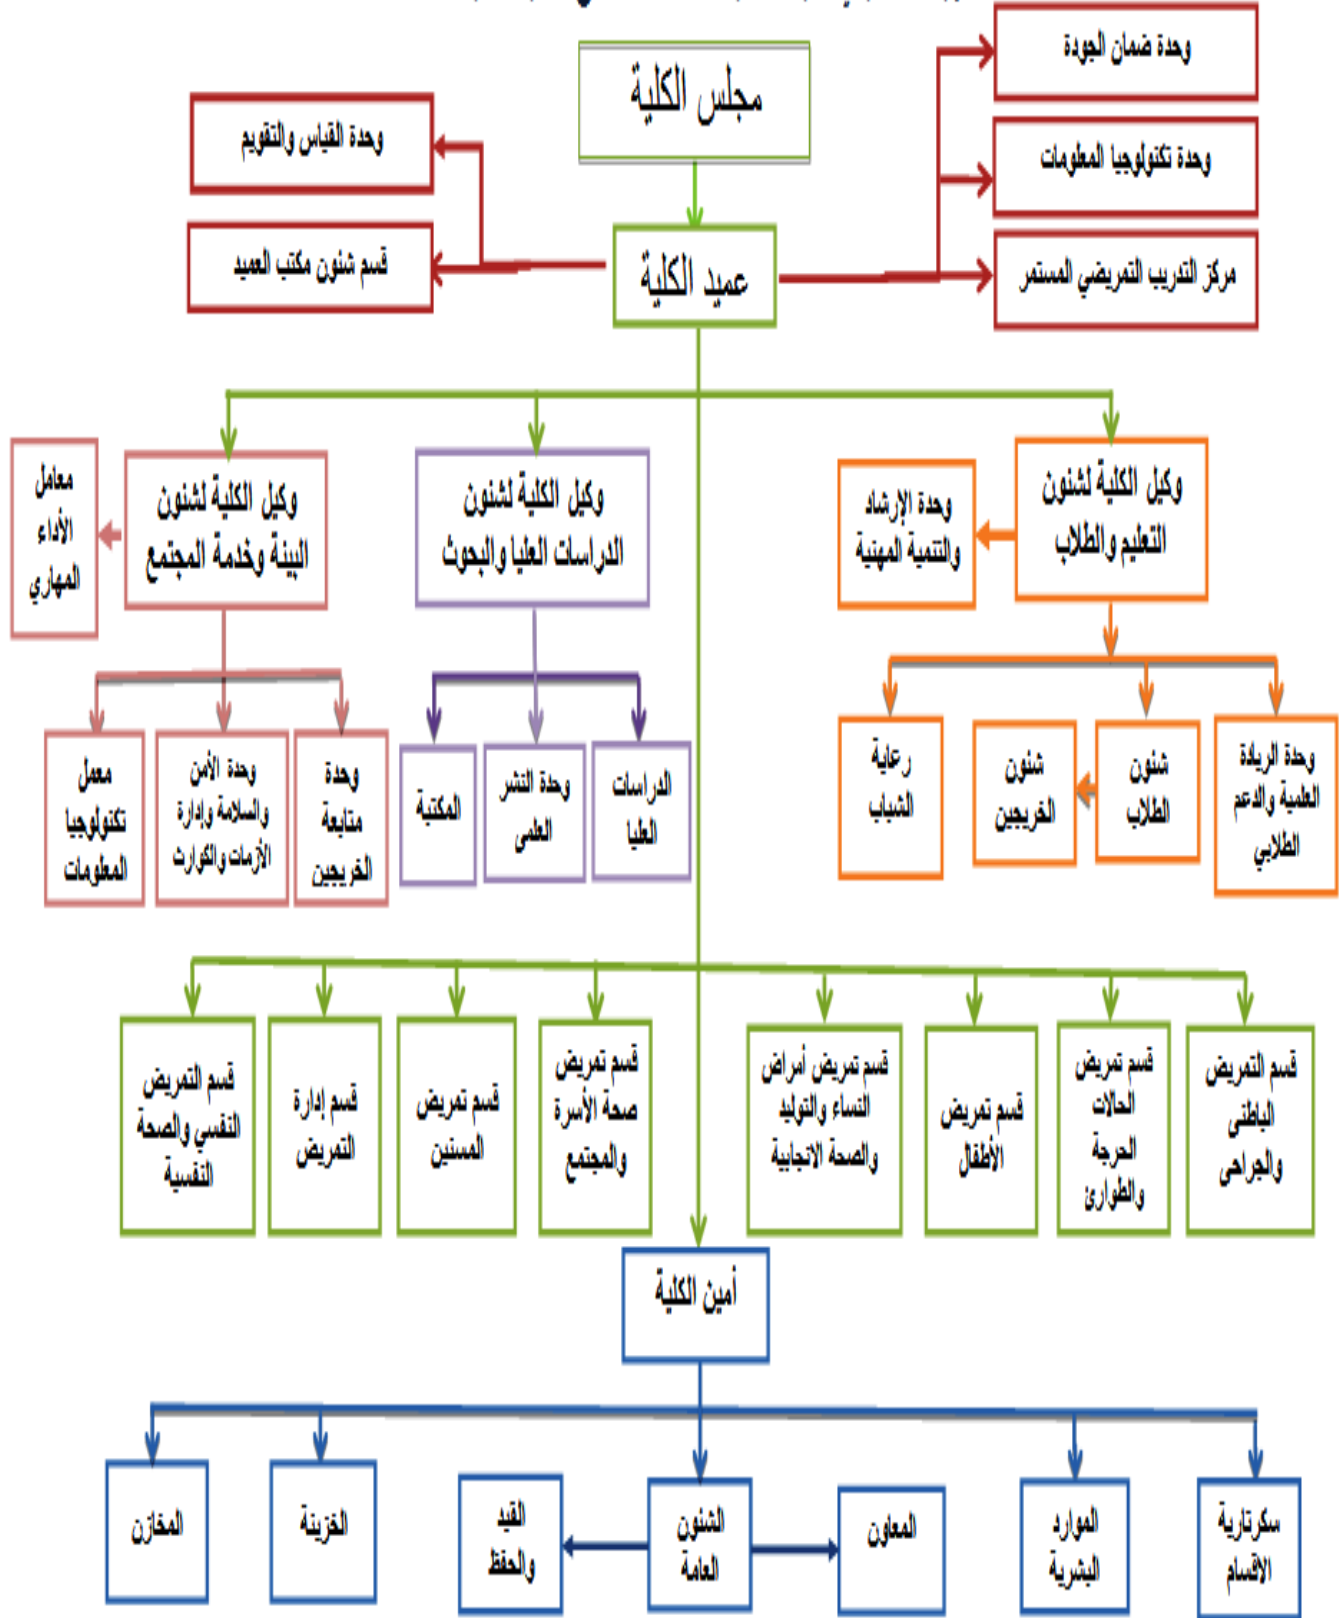 مجلس الكلية
وحدة ضمان الجودة
وحدة تكنولوجيا المعلومات
مركز التدريب التمريضي المستمر
وحدة القياس والتقويم
قسم شئون مكتب العميد
عميد الكلية
وكيل الكلية لشئون
التعليم والطلاب
وحدة الإرشاد
والتنمية المهنية
وكيل الكلية لشئون
الدراسات العليا والبحوث
وكيل الكلية لشئون
البيئة وخدمة المجتمع
معامل
الأداء
المهاري
وحدة الريادة
العلمية والدعم
الطلابي
شئون
الطلاب
شئون
الخريجين
رعاية
الشباب
الدراسات
العليا
وحدة النشر
العلمى
المكتبة
وحدة
متابعة
الخريجين
وحدة الأمن
والسلامة وإدارة
الأزمات والكوارث
معمل
تكنولوجيا
المعلومات
قسم التمريض
الباطنى
والجراحى
قسم تمريض
الحالات
الحرجة
والطوارئ
قسم تمريض
الأطفال
قسم تمريض أمراض
النساء والتوليد
والصحة الانجابية
قسم تمريض
صحة الأسرة
والمجتمع
قسم تمريض
المسنين
قسم إدارة
التمريض
قسم التمريض
النفسي والصحة
النفسية
أمين الكلية
سكرتارية
الاقسام
الموارد
البشرية
المعاون
الشئون
العامة
القيد
والحفظ
الخزينة
المخازن